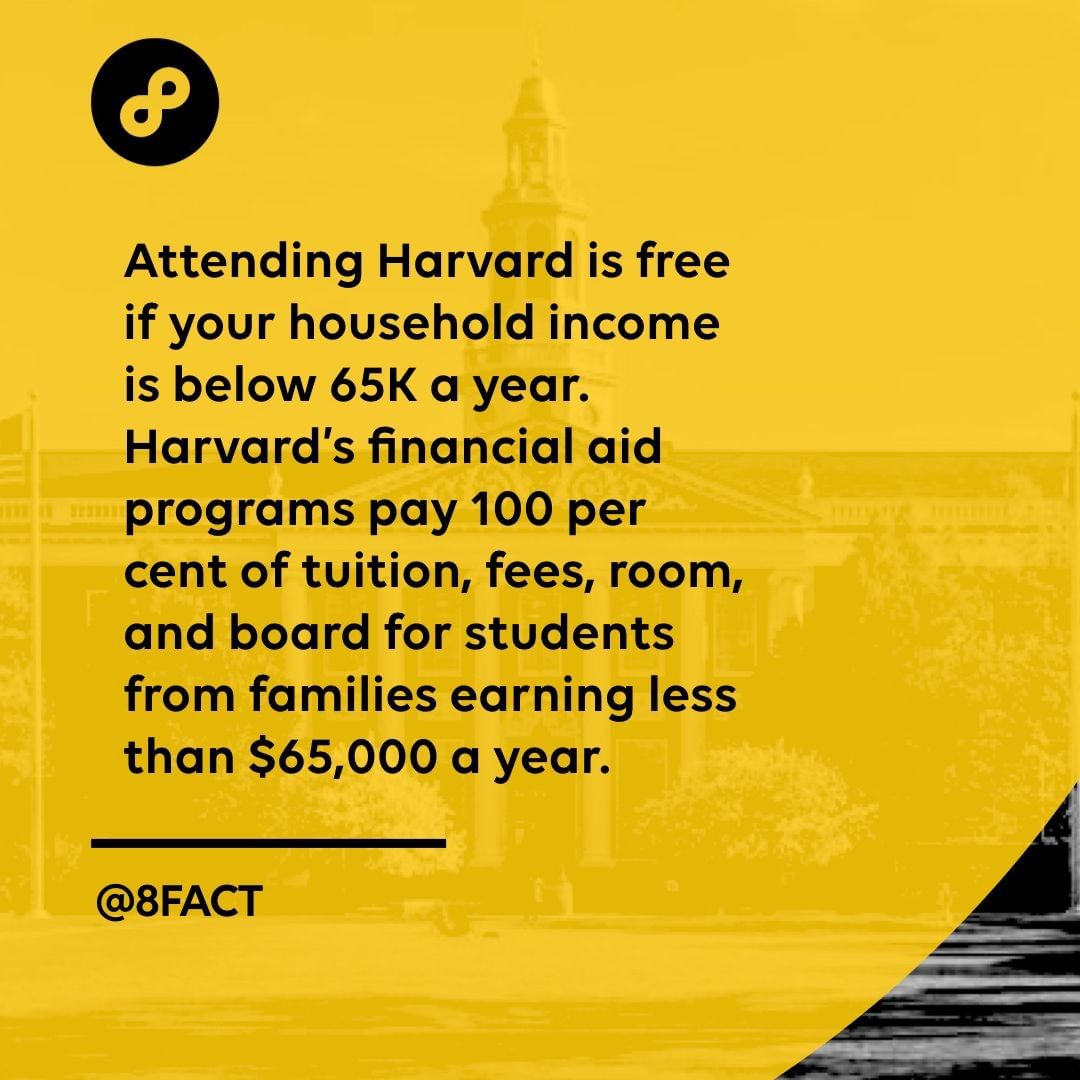 Attending Harvard is free
if your household income
is below 65K a year.
Harvard's financial aid
programs pay 100 per
cent of tuition, fees, room,
and board for students
from families earning less
than $65,000 a year.
@8FACT